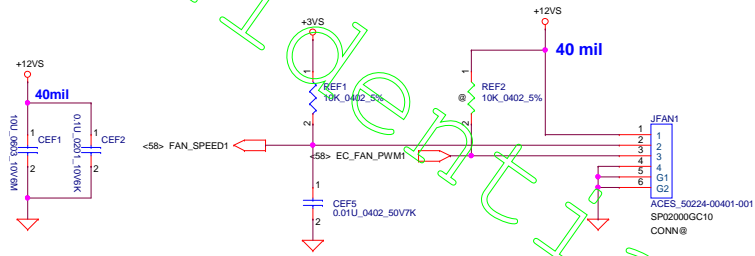 +12VS
40mil
10U_0603_10V6M
1
CEF1
2
0.1U_0201_10V6K
1
CEF2
2
+3VS
1
REF1
10K_0402_5%
2
<58> FAN_SPEED1
<58> EC_FAN_PWM1
1
CEF5
0.01U_0402_50V7K
2
+12VS
40 mil
1
REF2
@
10K_0402_5%
2
JFAN1
1 1
2 2
3 3
4 4
5 G1
6 G2
ACES_50224-00401-001
SP02000GC10
CONN@
ident